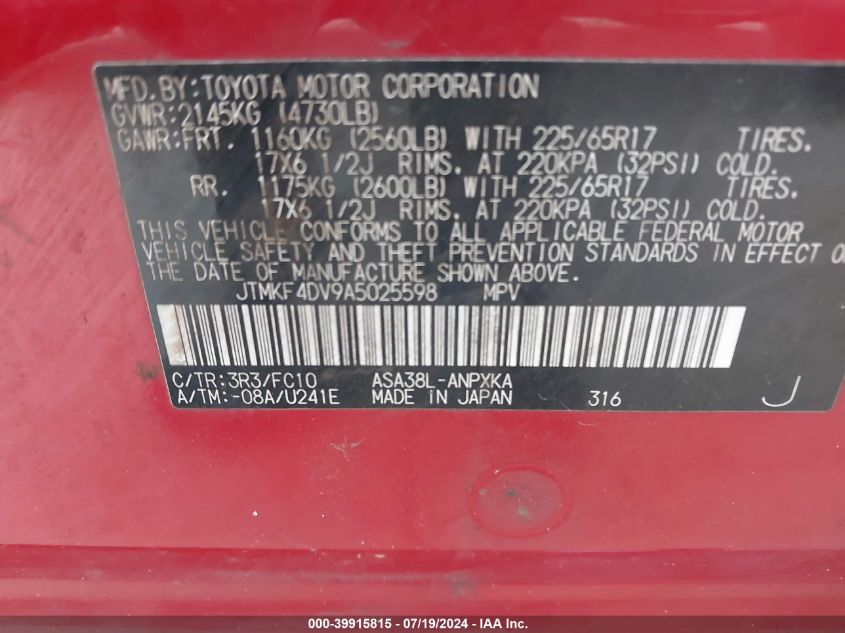 MFD. BY: TOYOTA MOTOR CORPORATION
GVWR: 2145KG (4730LB)
GAWR: FRT. 1160KG (2560LB) WITH 225/65R17 TIRES.
17X6 1/2J RIMS. AT 220KPA (32PSI) COLD.
RR. 1175KG (2600LB) WITH 225/65R17 TIRES.
17X6 1/2J RIMS. AT 220KPA (32PSI) COLD.
THIS VEHICLE CONFORMS TO ALL APPLICABLE FEDERAL MOTOR
VEHICLE SAFETY AND THEFT PREVENTION STANDARDS IN EFFECT
THE DATE OF MANUFACTURE SHOWN ABOVE.
JTMKF4DV9A5025598 MPV
C/TR: 3R3/FC10 ASA38L-ANPXKA
A/TM: -08A/U241E MADE IN JAPAN 316 J
000-39915815 / 07/19/2024 - Copyright © 2024 IAA, Inc.